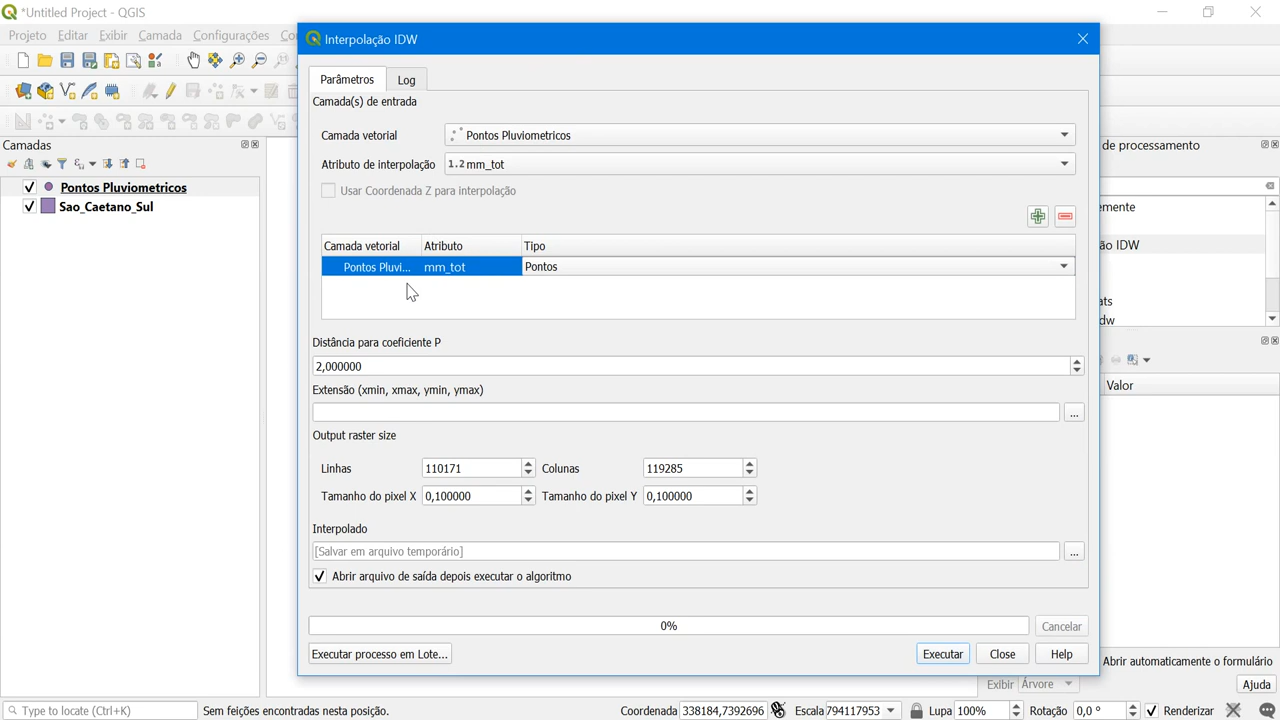 *Untitled Project - QGIS
Projeto Editar Exibir Camada Configurações Co
Interpolação IDW
Parâmetros Log
Camada(s) de entrada
Camada vetorial Pontos Pluviometricos
Atributo de interpolação 1.2 mm_tot
Usar Coordenada Z para interpolação
Camada vetorial Atributo Tipo
Pontos Pluvi... mm_tot Pontos
Distância para coeficiente P
2,000000
Extensão (xmin, xmax, ymin, ymax)
...
Output raster size
Linhas 110171 Colunas 119285
Tamanho do pixel X 0,100000 Tamanho do pixel Y 0,100000
Interpolado
[Salvar em arquivo temporário] ...
Abrir arquivo de saída depois executar o algoritmo
0% Cancelar
Executar processo em Lote... Executar Close Help
Camadas
Pontos Pluviometricos
Sao_Caetano_Sul
de processamento
emente
ão IDW
ats
dw
Valor
Abrir automaticamente o formulário
Exibir Árvore Ajuda
Type to locate (Ctrl+K) Sem feições encontradas nesta posição. Coordenada 338184,7392696 Escala 794117953 Lupa 100% Rotação 0,0 ° Renderizar